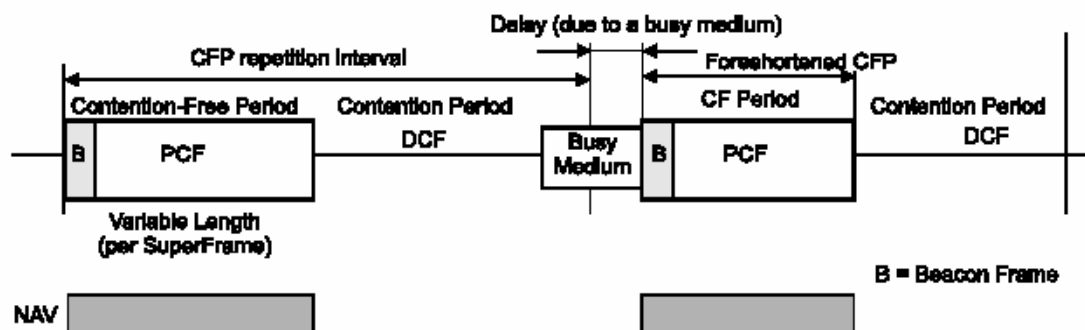 Delay (due to a busy medium)
CFP repetition Interval
Foreshortened CFP
Contention-Free Period
Contention Period
CF Period
Contention Period
B
PCF
DCF
Busy
Medium
B
PCF
DCF
Variable Length
(per SuperFrame)
B = Beacon Frame
NAV